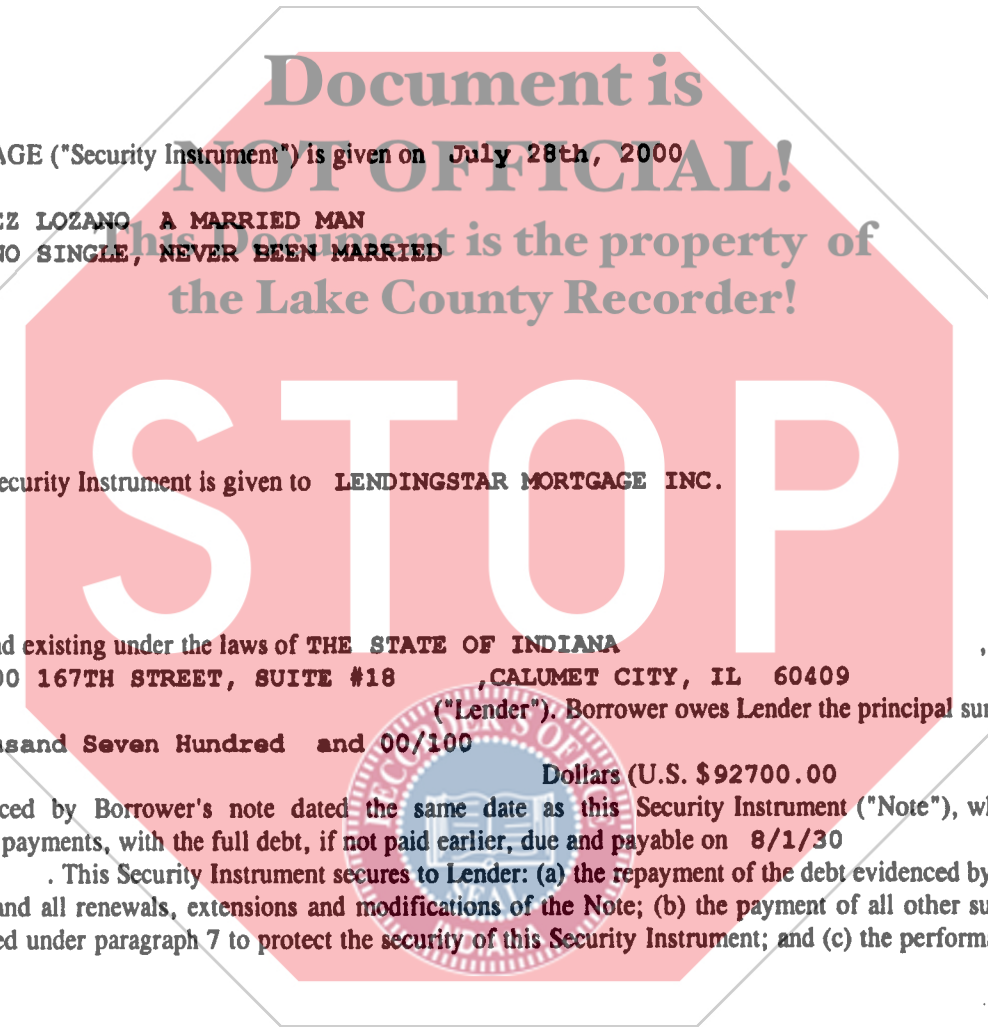 Document is
AGE ("Security Instrument") is given on July 28th, 2000
NOT OFFICIAL!
EZ LOZANO A MARRIED MAN
This Document is the property of
NO SINGLE, NEVER BEEN MARRIED
the Lake County Recorder!
STOP
ecurity Instrument is given to LENDINGSTAR MORTGAGE INC.
nd existing under the laws of THE STATE OF INDIANA ,
00 167TH STREET, SUITE #18 ,CALUMET CITY, IL 60409
("Lender"). Borrower owes Lender the principal sum
usand Seven Hundred and 00/100
Dollars (U.S. $92700.00
ced by Borrower's note dated the same date as this Security Instrument ("Note"), wh
payments, with the full debt, if not paid earlier, due and payable on 8/1/30
. This Security Instrument secures to Lender: (a) the repayment of the debt evidenced by
and all renewals, extensions and modifications of the Note; (b) the payment of all other su
ed under paragraph 7 to protect the security of this Security Instrument; and (c) the performa
RECORDER'S OFFICE
SEAL
INDIANA